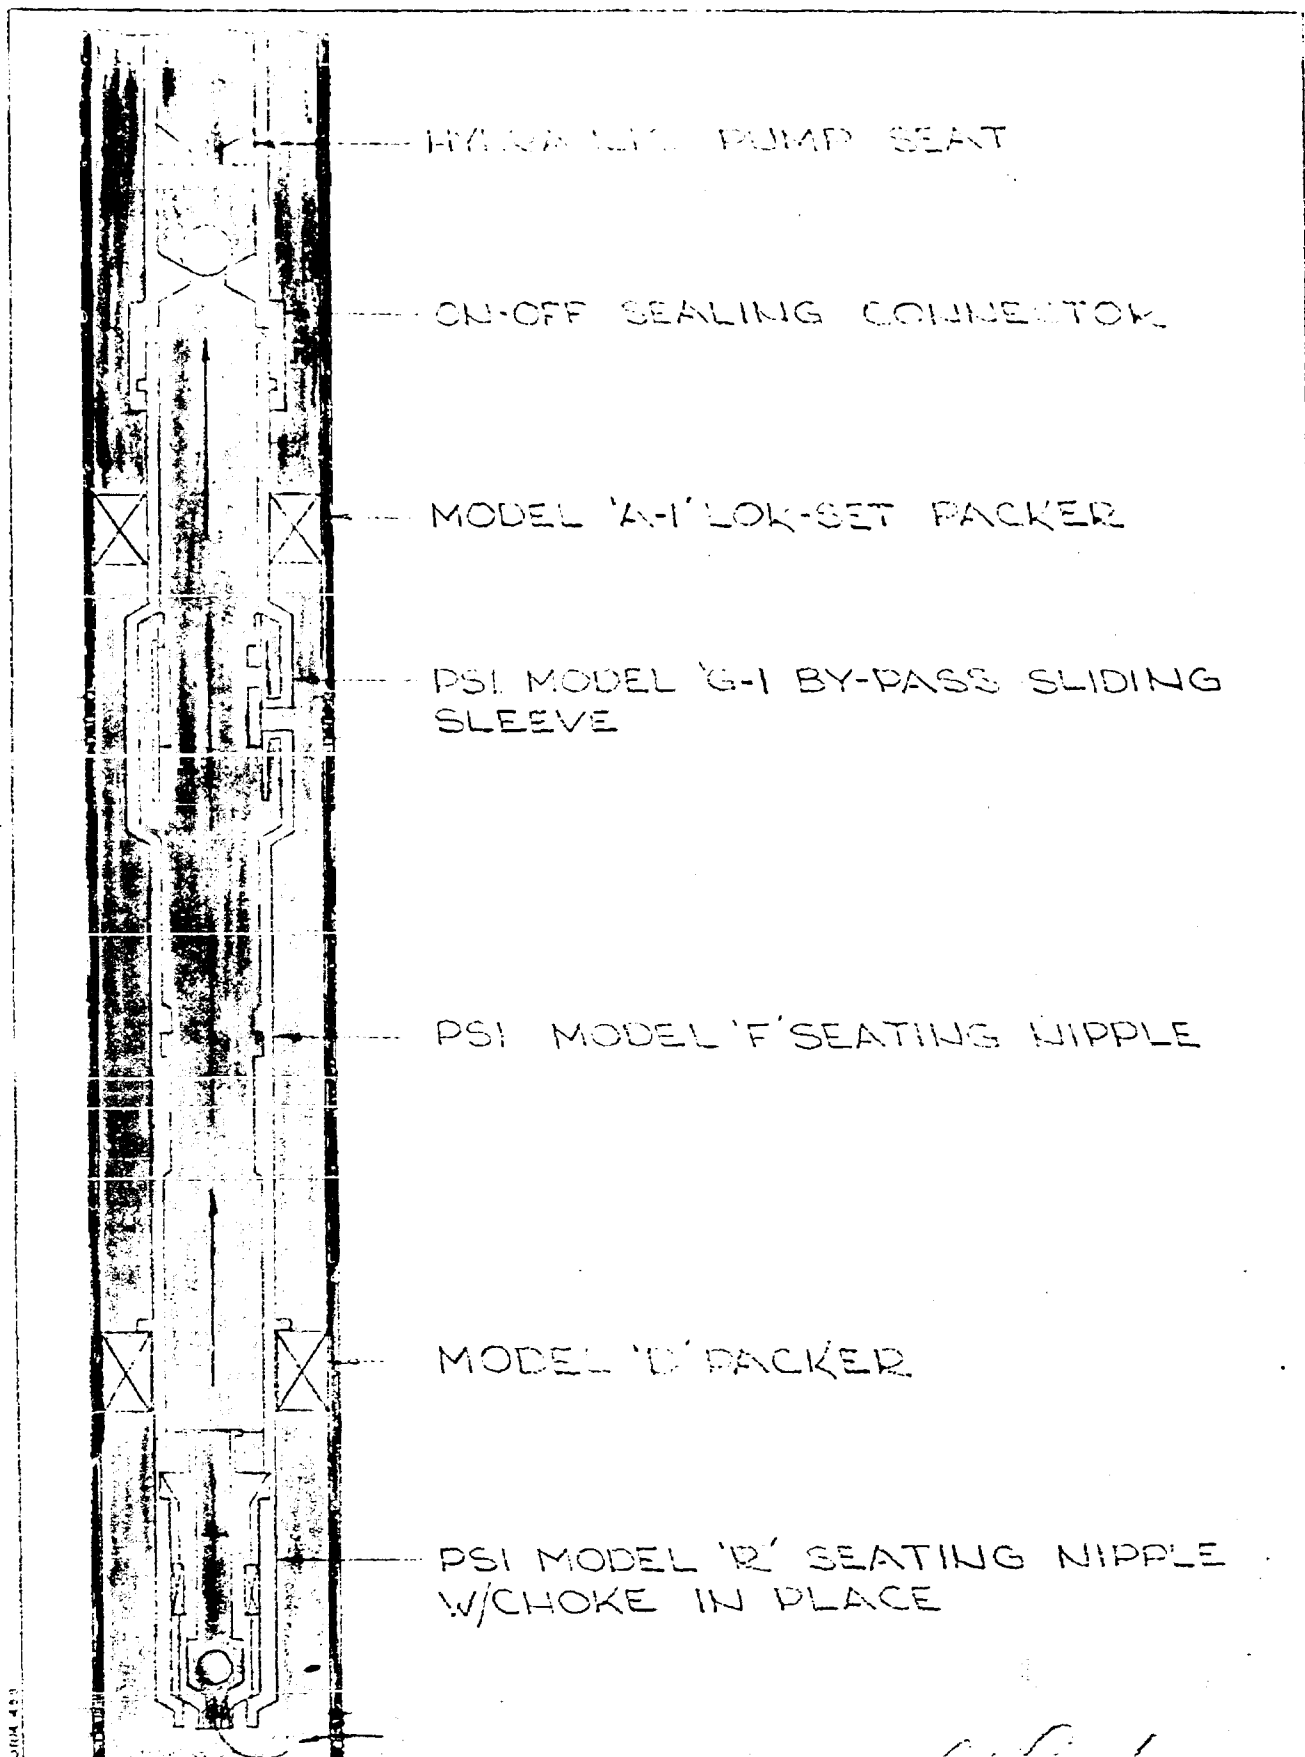 HYDRAULIC PUMP SEAT
ON-OFF SEALING CONNECTOR
MODEL 'A-1' LOK-SET PACKER
PSI MODEL 'G-1 BY-PASS SLIDING
SLEEVE
PSI MODEL 'F' SEATING NIPPLE
MODEL 'D' PACKER
PSI MODEL 'R' SEATING NIPPLE
W/CHOKE IN PLACE